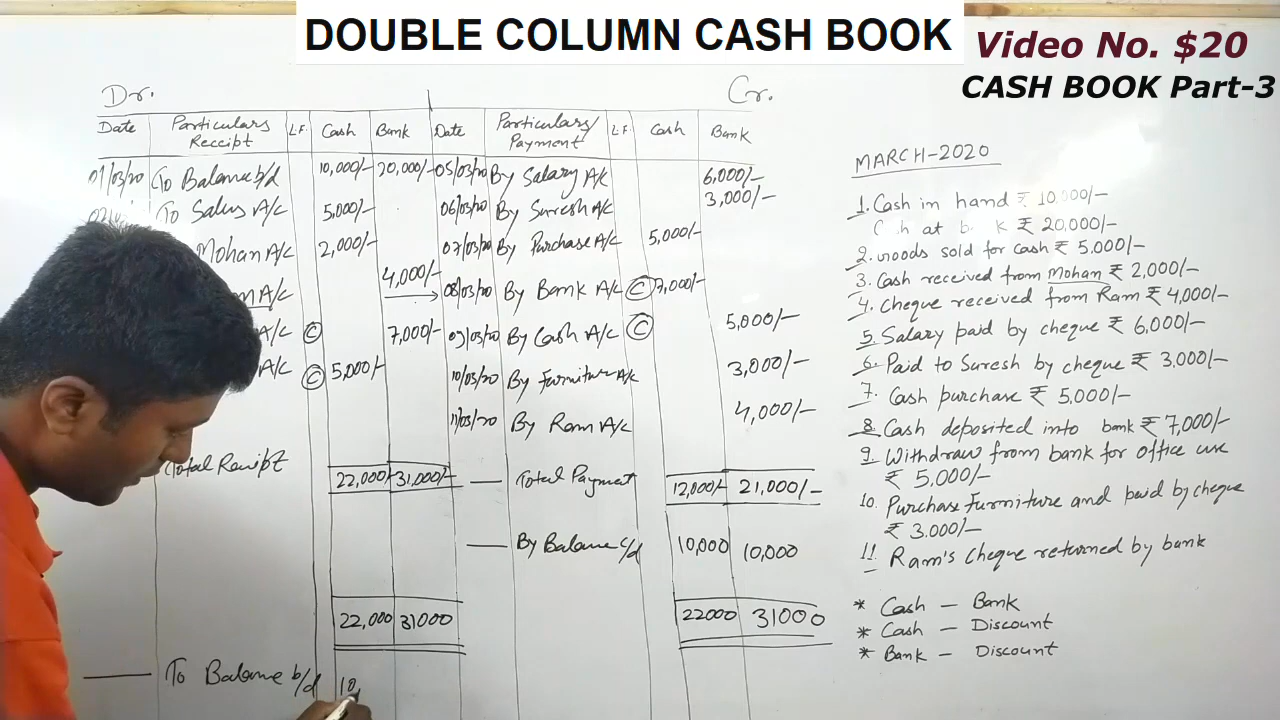 DOUBLE COLUMN CASH BOOK
Video No. $20
CASH BOOK Part-3
Dr. Cr.
Date Particulars Receipt L.F. Cash Bank Date Particulars/ Payment L.F. Cash Bank
01/03/20 To Balance b/d 10,000/- 20,000/- 05/03/20 By Salary A/c 6,000/-
To Sales A/c 5,000/- 06/03/20 By Suresh A/c 3,000/-
Mohan A/c 2,000/- 07/03/20 By Purchase A/c 5,000/-
A/c 4,000/- 08/03/20 By Bank A/c C 7,000/-
A/c C 7,000/- 09/03/20 By Cash A/c C 5,000/-
A/c C 5,000/- 10/03/20 By Furniture A/c 3,000/-
11/03/20 By Ram A/c 4,000/-
Total Receipt 22,000/- 31,000/- Total Payment 12,000/- 21,000/-
By Balance c/d 10,000 10,000
22,000 31000 22000 31000
To Balance b/d 10
MARCH-2020
1. Cash in hand ₹ 10,000/-
at ₹ 20,000/-
2. sold for cash ₹ 5.000/-
3. Cash received from Mohan ₹ 2,000/-
4. Cheque received from Ram ₹ 4,000/-
5. Salary paid by cheque ₹ 6,000/-
6. Paid to Suresh by cheque ₹ 3,000/-
7. Cash purchase ₹ 5,000/-
8. Cash deposited into bank ₹ 7,000/-
9. Withdraw from bank for office use
₹ 5,000/-
10. Purchase Furniture and paid by cheque
₹ 3.000/-
11. Ram's cheque returned by bank
* Cash – Bank
* Cash – Discount
* Bank – Discount